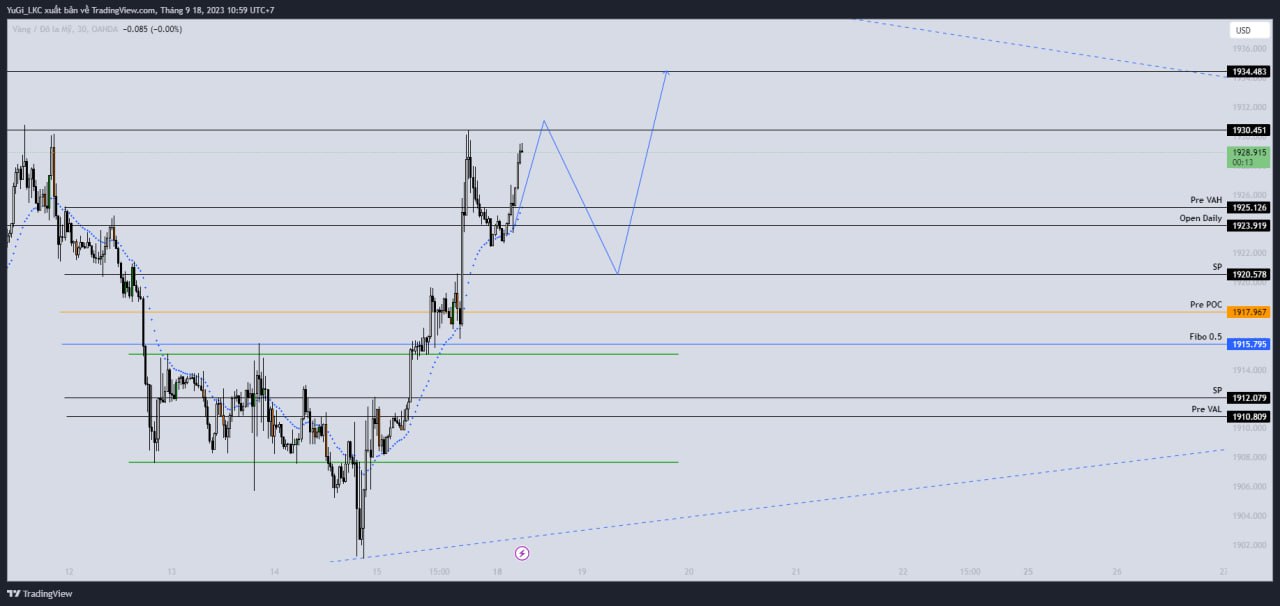 YuGi_LKC xuất bản về TradingView.com, Tháng 9 18, 2023 10:59 UTC+7
Vàng / Đô la Mỹ, 30, OANDA −0.085 (−0.00%)
USD
1936.000
1934.483
1932.000
1930.451
1928.915
00:13
1926.000
Pre VAH 1925.126
Open Daily 1923.919
1922.000
SP 1920.578
Pre POC 1917.967
Fibo 0.5 1915.795
1914.000
SP 1912.079
Pre VAL 1910.809
1910.000
1908.000
1906.000
1904.000
1902.000
12 13 14 15 15:00 18 19 20 21 22 15:00 25 26
TradingView